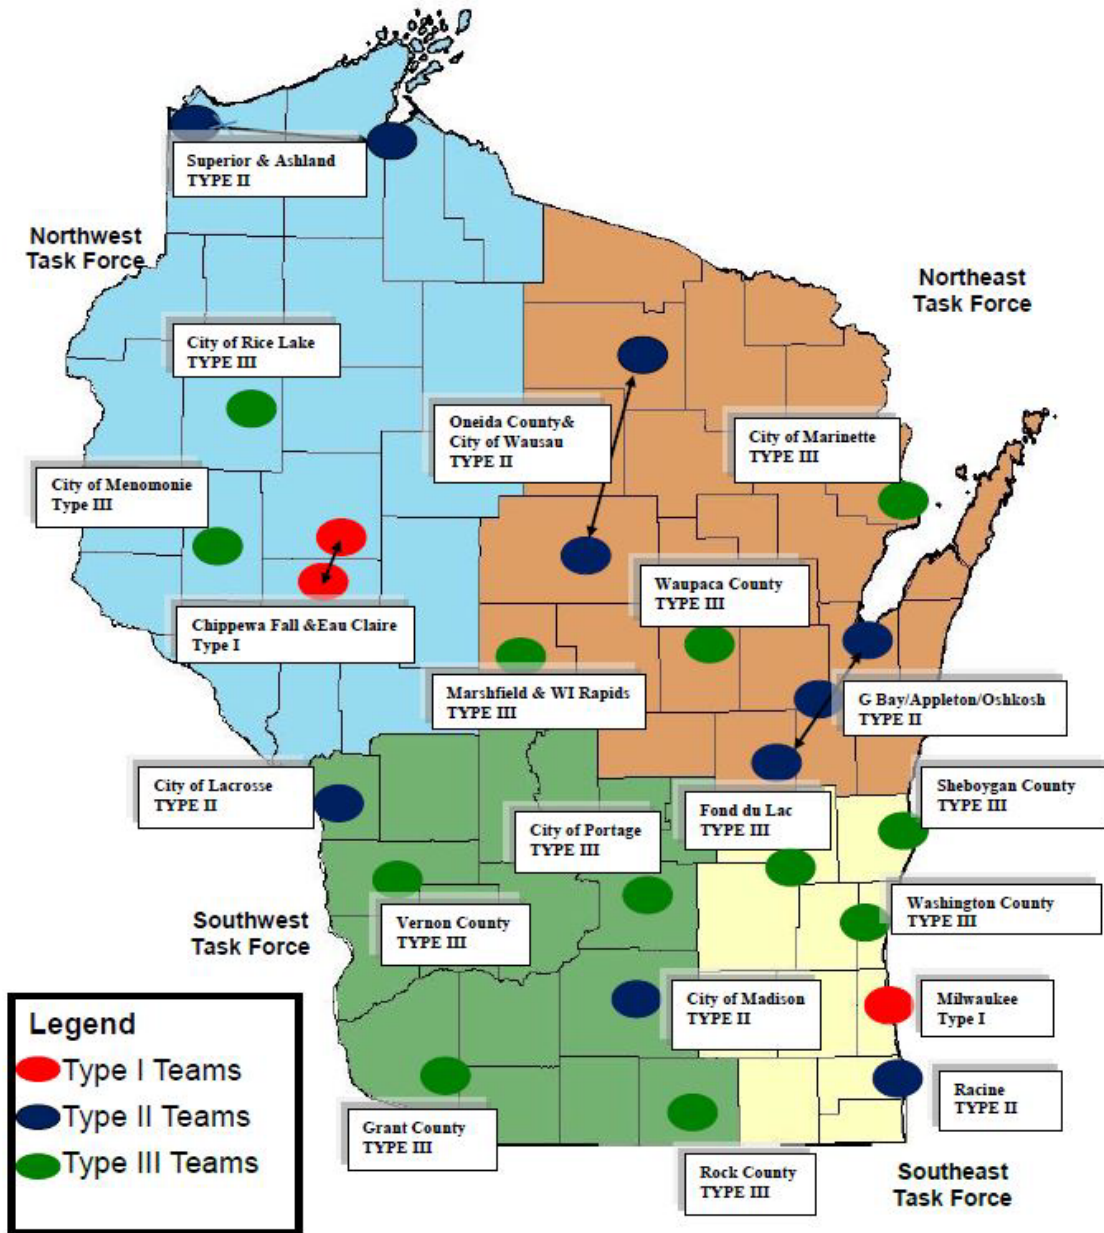 Superior & Ashland
TYPE II
Northwest
Task Force
Northeast
Task Force
City of Rice Lake
TYPE III
Oneida County&
City of Wausau
TYPE II
City of Marinette
TYPE III
City of Menomonie
Type III
Waupaca County
TYPE III
Chippewa Fall &Eau Claire
Type I
Marshfield & WI Rapids
TYPE III
G Bay/Appleton/Oshkosh
TYPE II
City of Lacrosse
TYPE II
Sheboygan County
TYPE III
Fond du Lac
TYPE III
City of Portage
TYPE III
Washington County
TYPE III
Vernon County
TYPE III
Southwest
Task Force
City of Madison
TYPE II
Milwaukee
Type I
Legend
Type I Teams
Type II Teams
Type III Teams
Racine
TYPE II
Grant County
TYPE III
Rock County
TYPE III
Southeast
Task Force